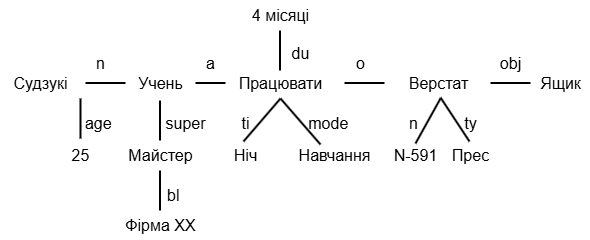 4 місяці
du
n a o obj
Судзукі Учень Працювати Верстат Ящик
age super ti mode n ty
25 Майстер Ніч Навчання N-591 Прес
bl
Фірма XX